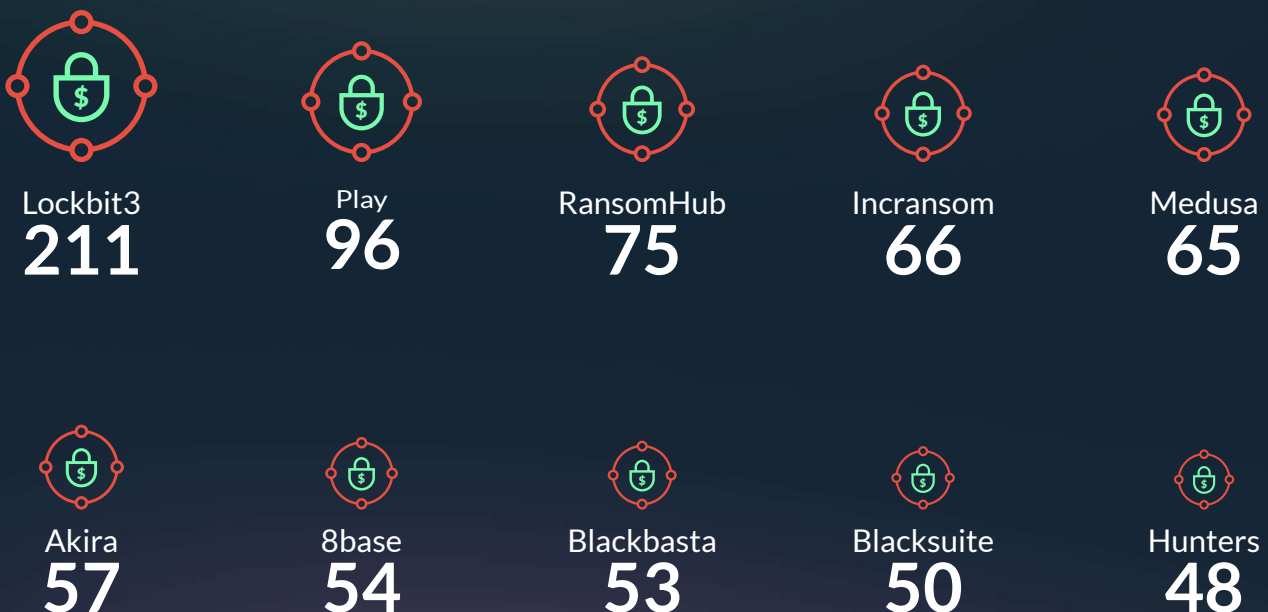 Lockbit3 Play RansomHub Incransom Medusa
211 96 75 66 65
Akira 8base Blackbasta Blacksuite Hunters
57 54 53 50 48
$ $ $ $ $
$ $ $ $ $